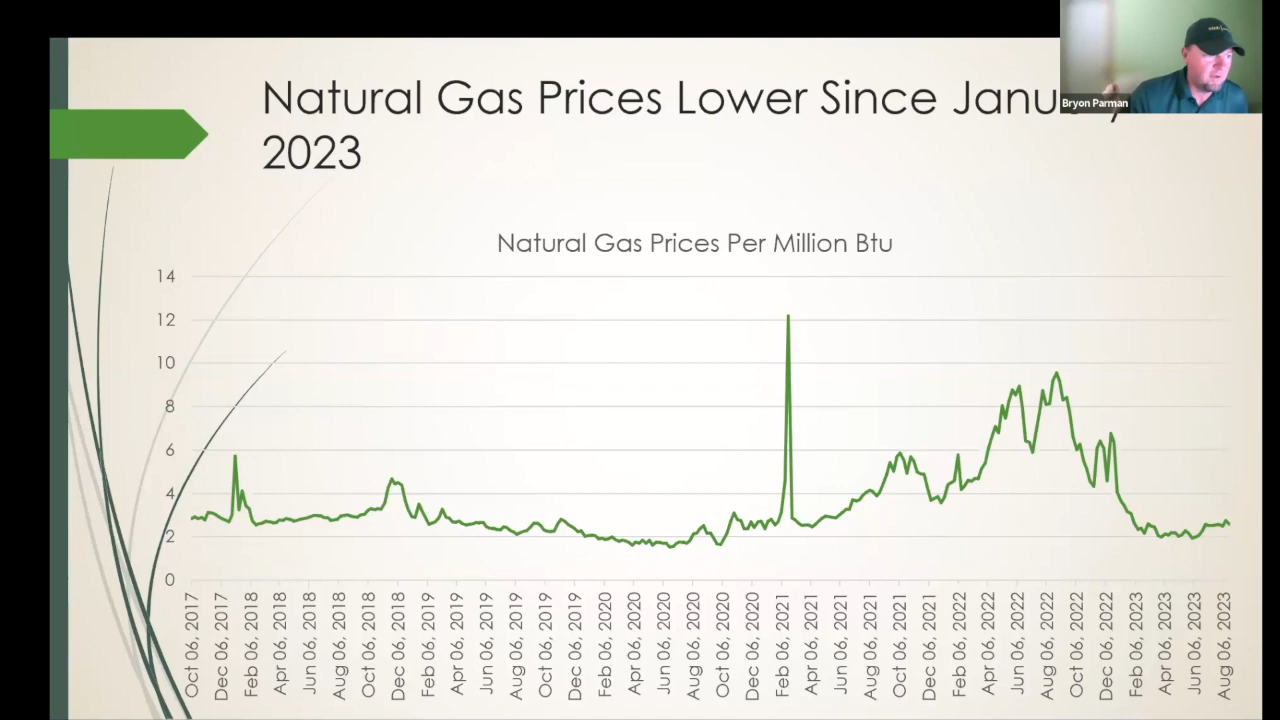 Natural Gas Prices Lower Since
2023
Bryon Parman
Natural Gas Prices Per Million Btu
14
12
10
8
6
4
2
0
Oct 06, 2017
Dec 06, 2017
Feb 06, 2018
Apr 06, 2018
Jun 06, 2018
Aug 06, 2018
Oct 06, 2018
Dec 06, 2018
Feb 06, 2019
Apr 06, 2019
Jun 06, 2019
Aug 06, 2019
Oct 06, 2019
Dec 06, 2019
Feb 06, 2020
Apr 06, 2020
Jun 06, 2020
Aug 06, 2020
Oct 06, 2020
Dec 06, 2020
Feb 06, 2021
Apr 06, 2021
Jun 06, 2021
Aug 06, 2021
Oct 06, 2021
Dec 06, 2021
Feb 06, 2022
Apr 06, 2022
Jun 06, 2022
Aug 06, 2022
Oct 06, 2022
Dec 06, 2022
Feb 06, 2023
Apr 06, 2023
Jun 06, 2023
Aug 06, 2023